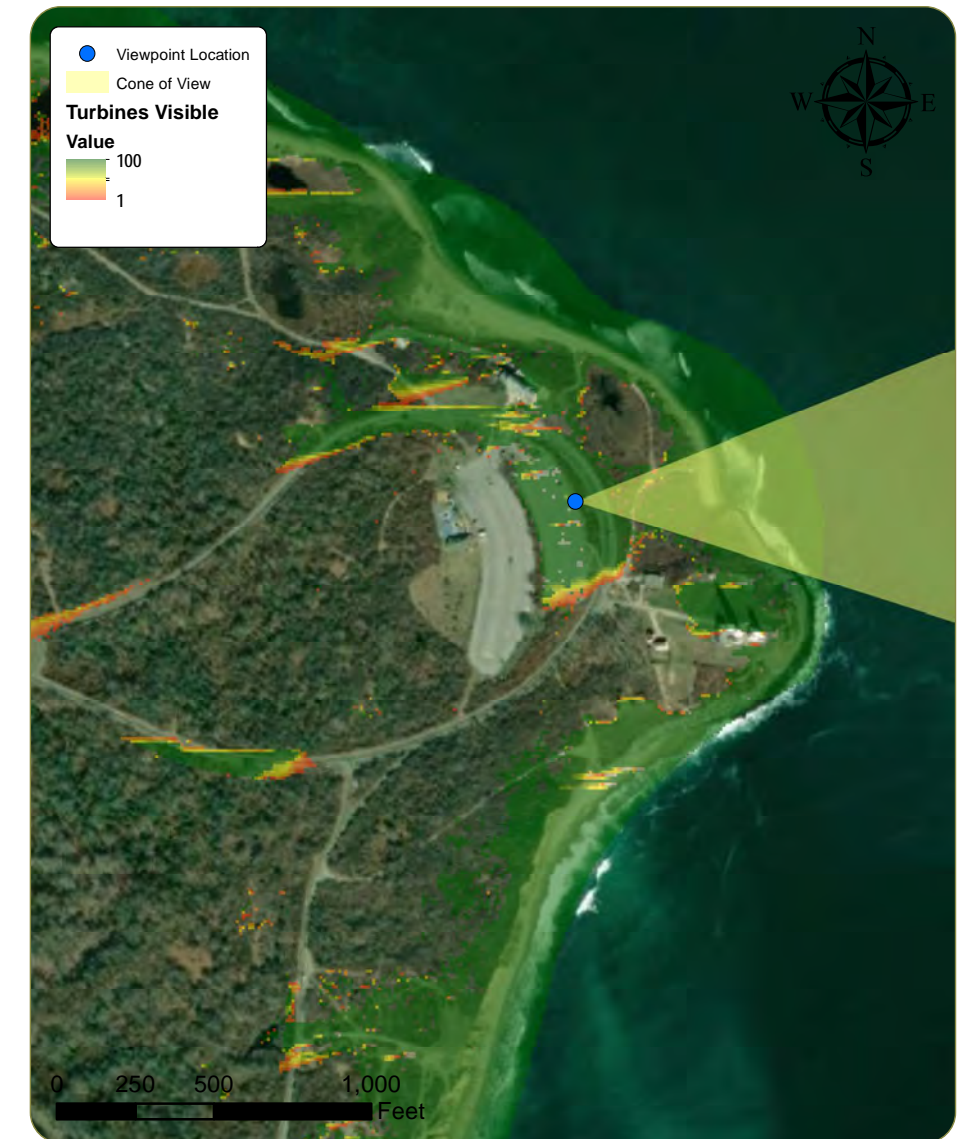 Viewpoint Location
Cone of View
Turbines Visible
Value
100
1
N
W E
S
0 250 500 1,000
Feet